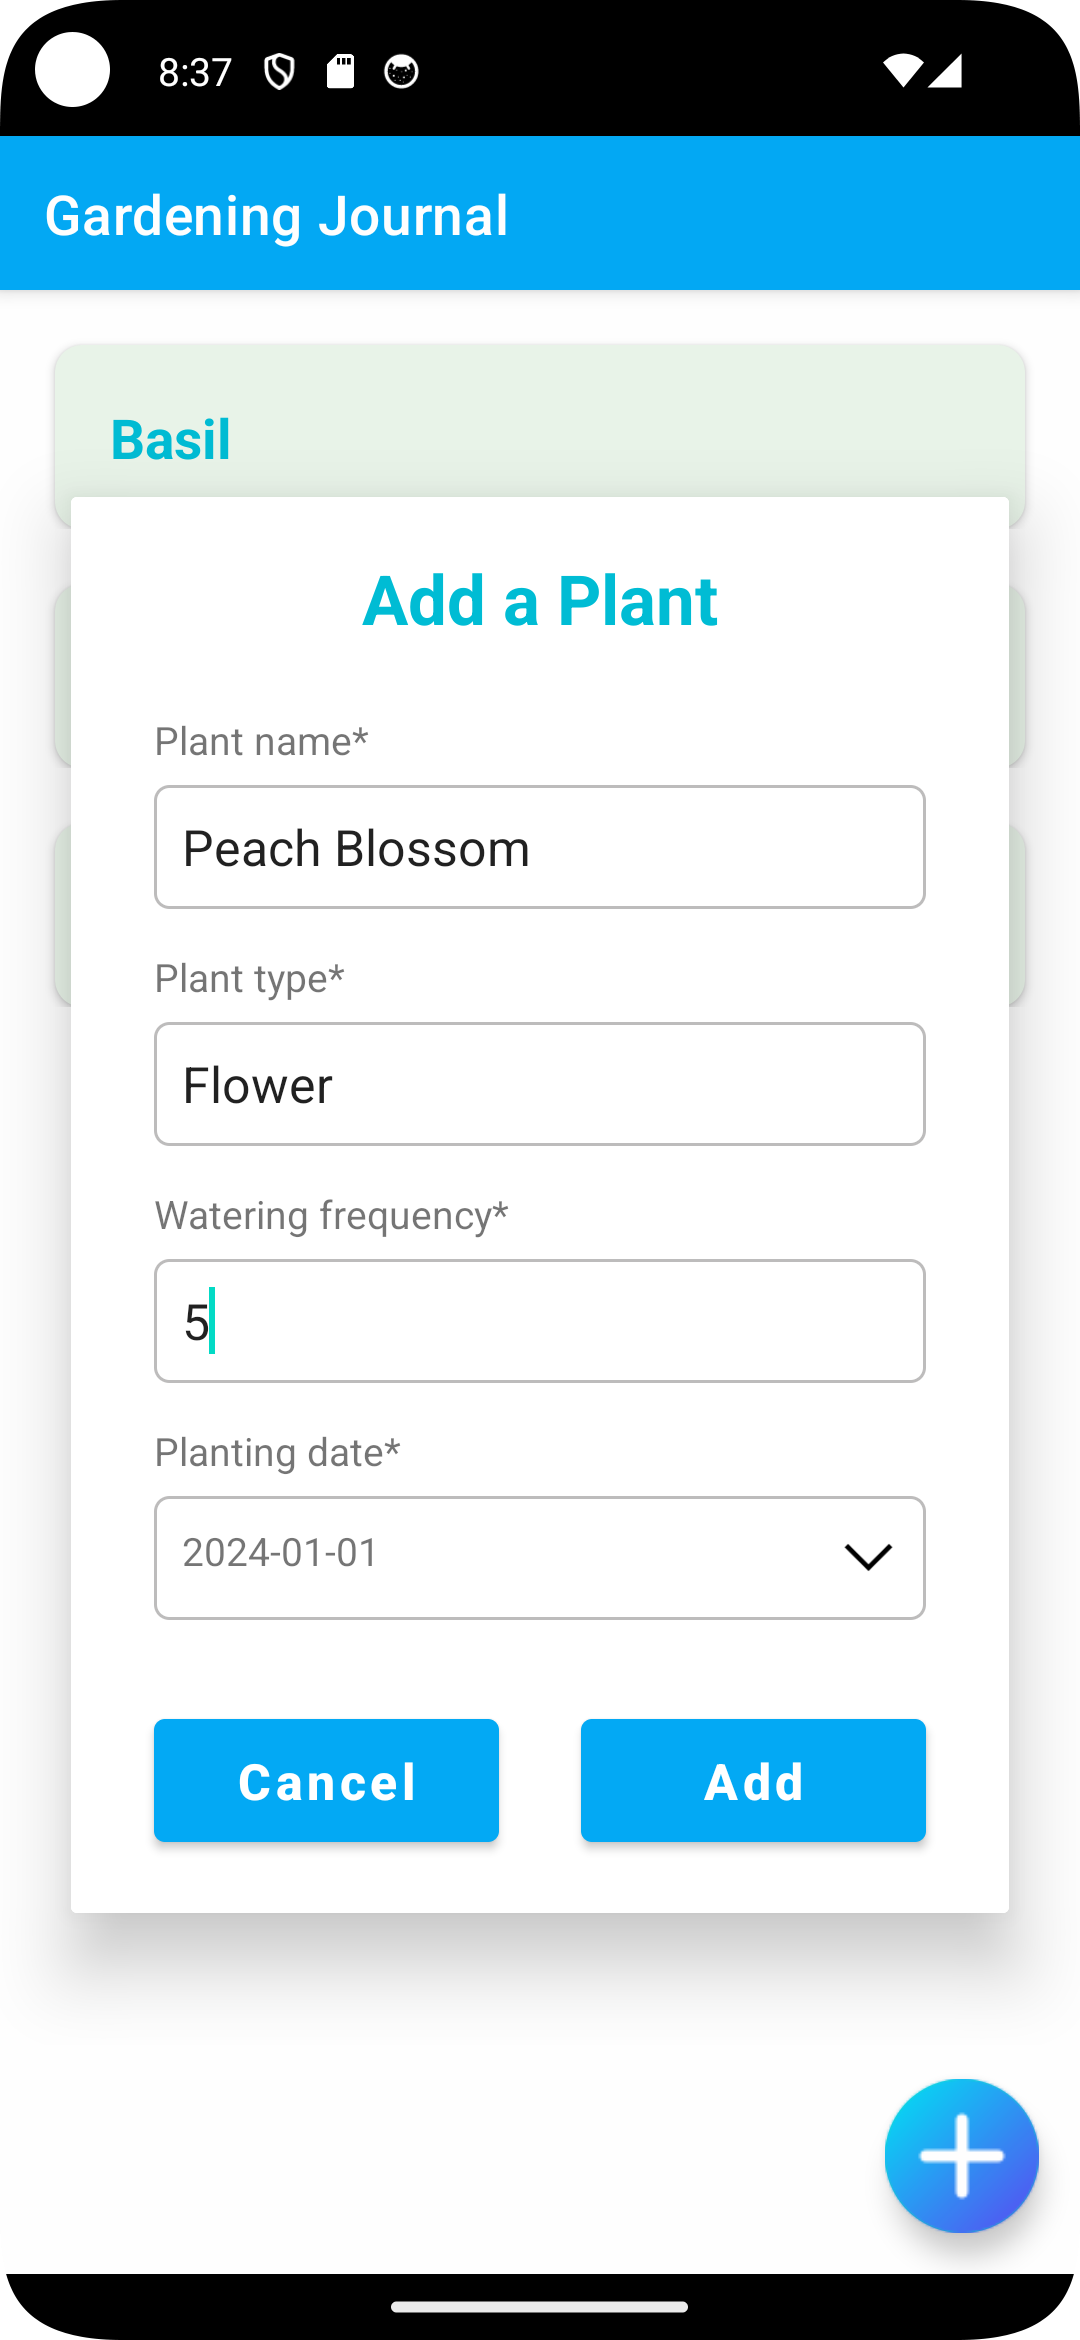 8:37
Gardening Journal
Basil
Add a Plant
Plant name*
Peach Blossom
Plant type*
Flower
Watering frequency*
5
Planting date*
2024-01-01
Cancel Add